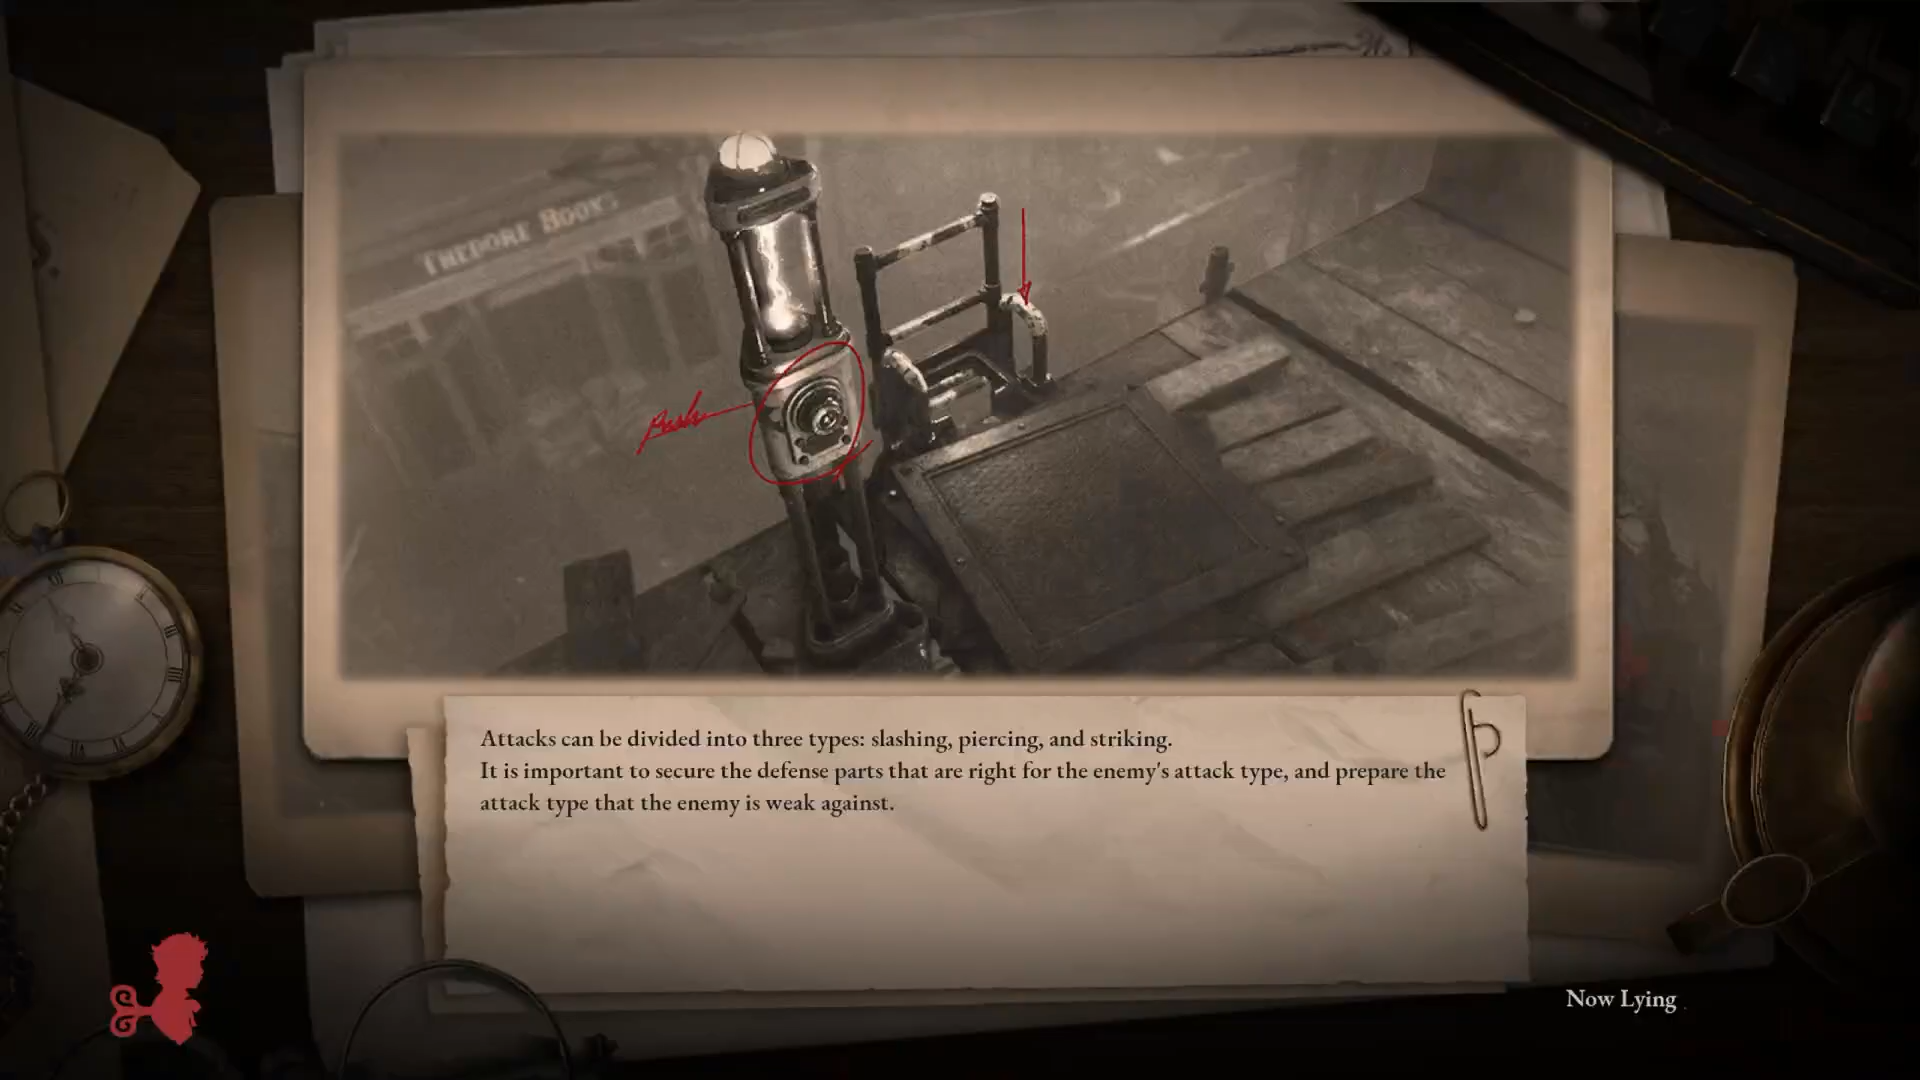 THEDORE BOOKS
Push
Attacks can be divided into three types: slashing, piercing, and striking.
It is important to secure the defense parts that are right for the enemy's attack type, and prepare the
attack type that the enemy is weak against.
Now Lying